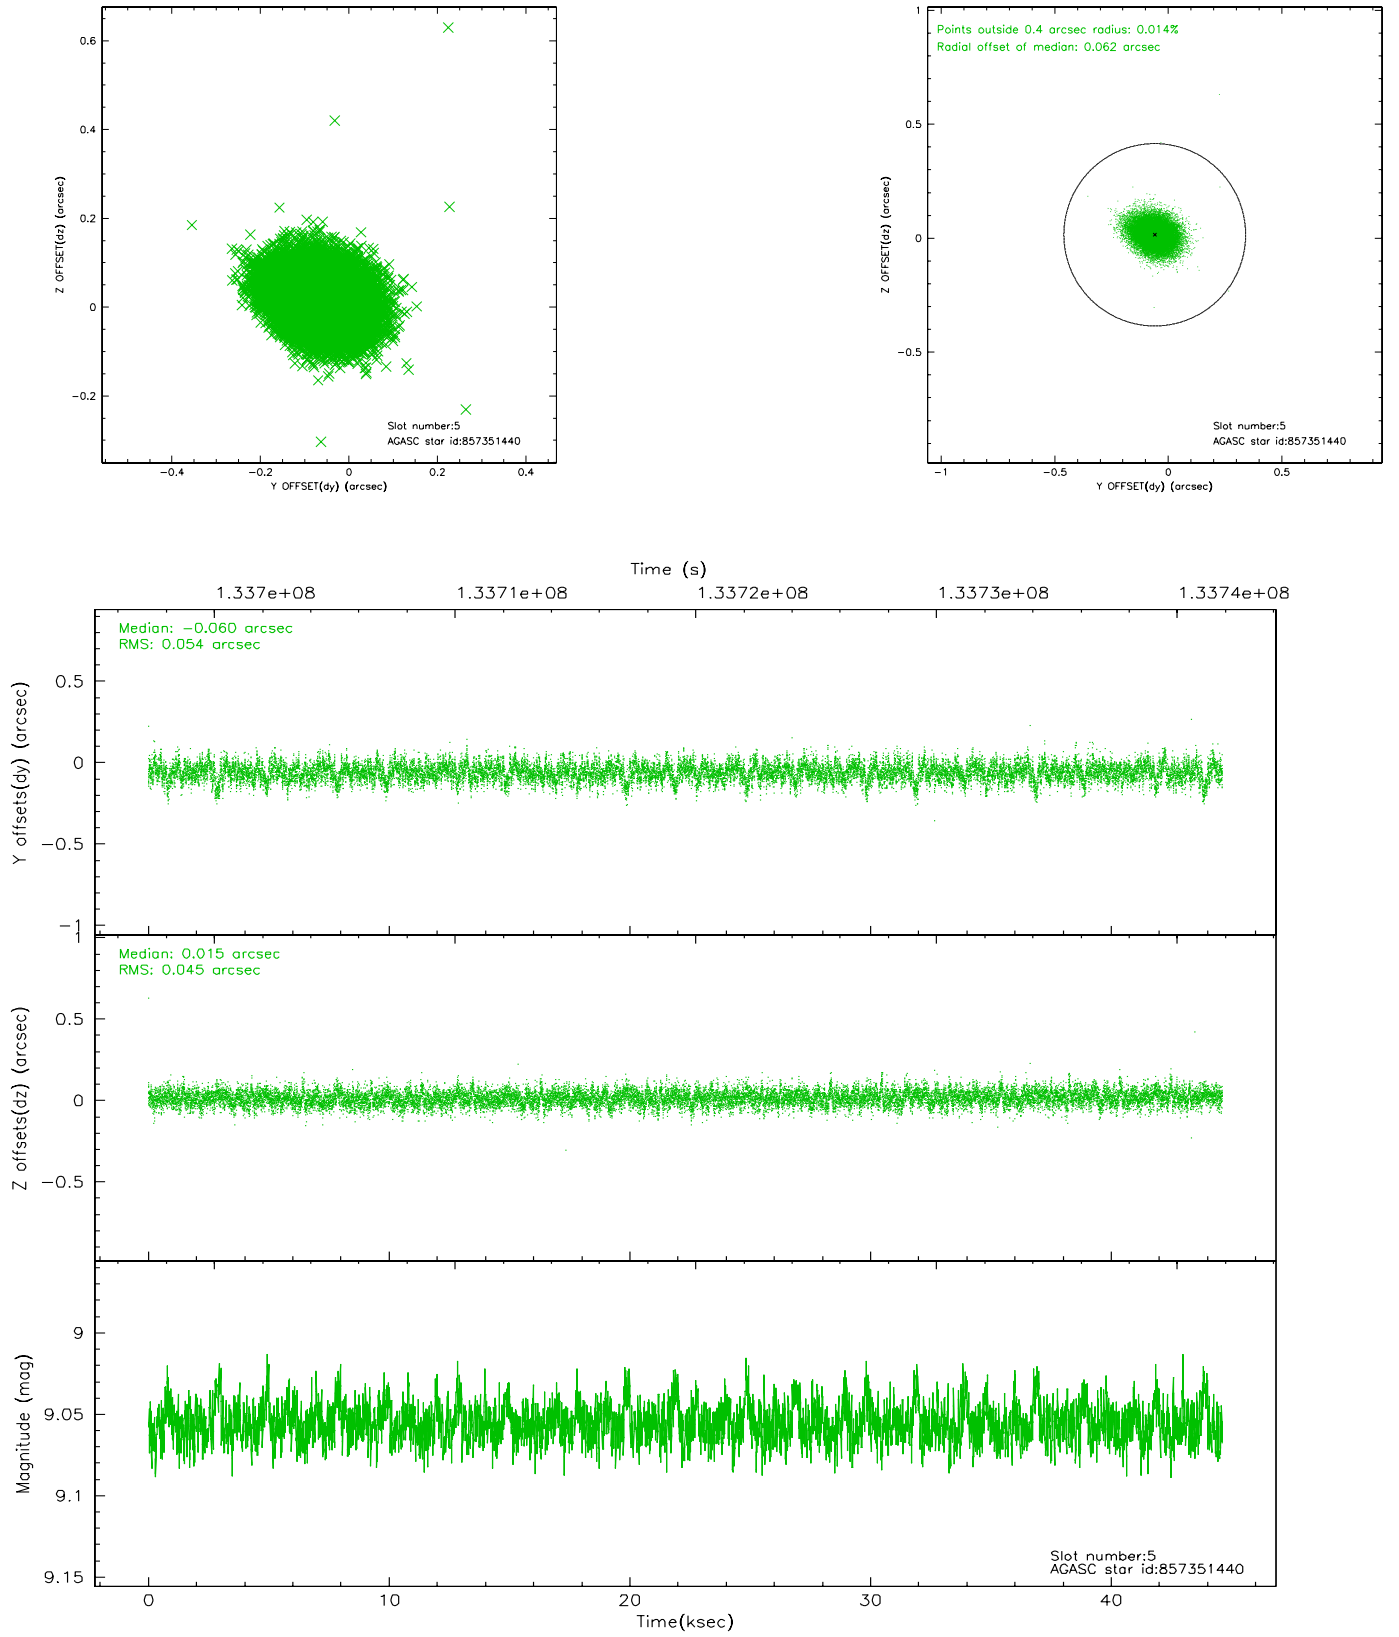 0.6
0.4
0.2
0
−0.2
Z OFFSET(dz) (arcsec)
Slot number:5
AGASC star id:857351440
−0.4 −0.2 0 0.2 0.4
Y OFFSET(dy) (arcsec)
Points outside 0.4 arcsec radius: 0.014%
Radial offset of median: 0.062 arcsec
1
0.5
0
−0.5
Z OFFSET(dz) (arcsec)
Slot number:5
AGASC star id:857351440
−1 −0.5 0 0.5
Y OFFSET(dy) (arcsec)
Time (s)
1.337e+08 1.3371e+08 1.3372e+08 1.3373e+08 1.3374e+08
Median: −0.060 arcsec
RMS: 0.054 arcsec
0.5
0
−0.5
−1
Y offsets(dy) (arcsec)
Median: 0.015 arcsec
RMS: 0.045 arcsec
1
0.5
0
−0.5
Z offsets(dz) (arcsec)
9
9.05
9.1
9.15
Magnitude (mag)
Slot number:5
AGASC star id:857351440
0 10 20 30 40
Time(ksec)